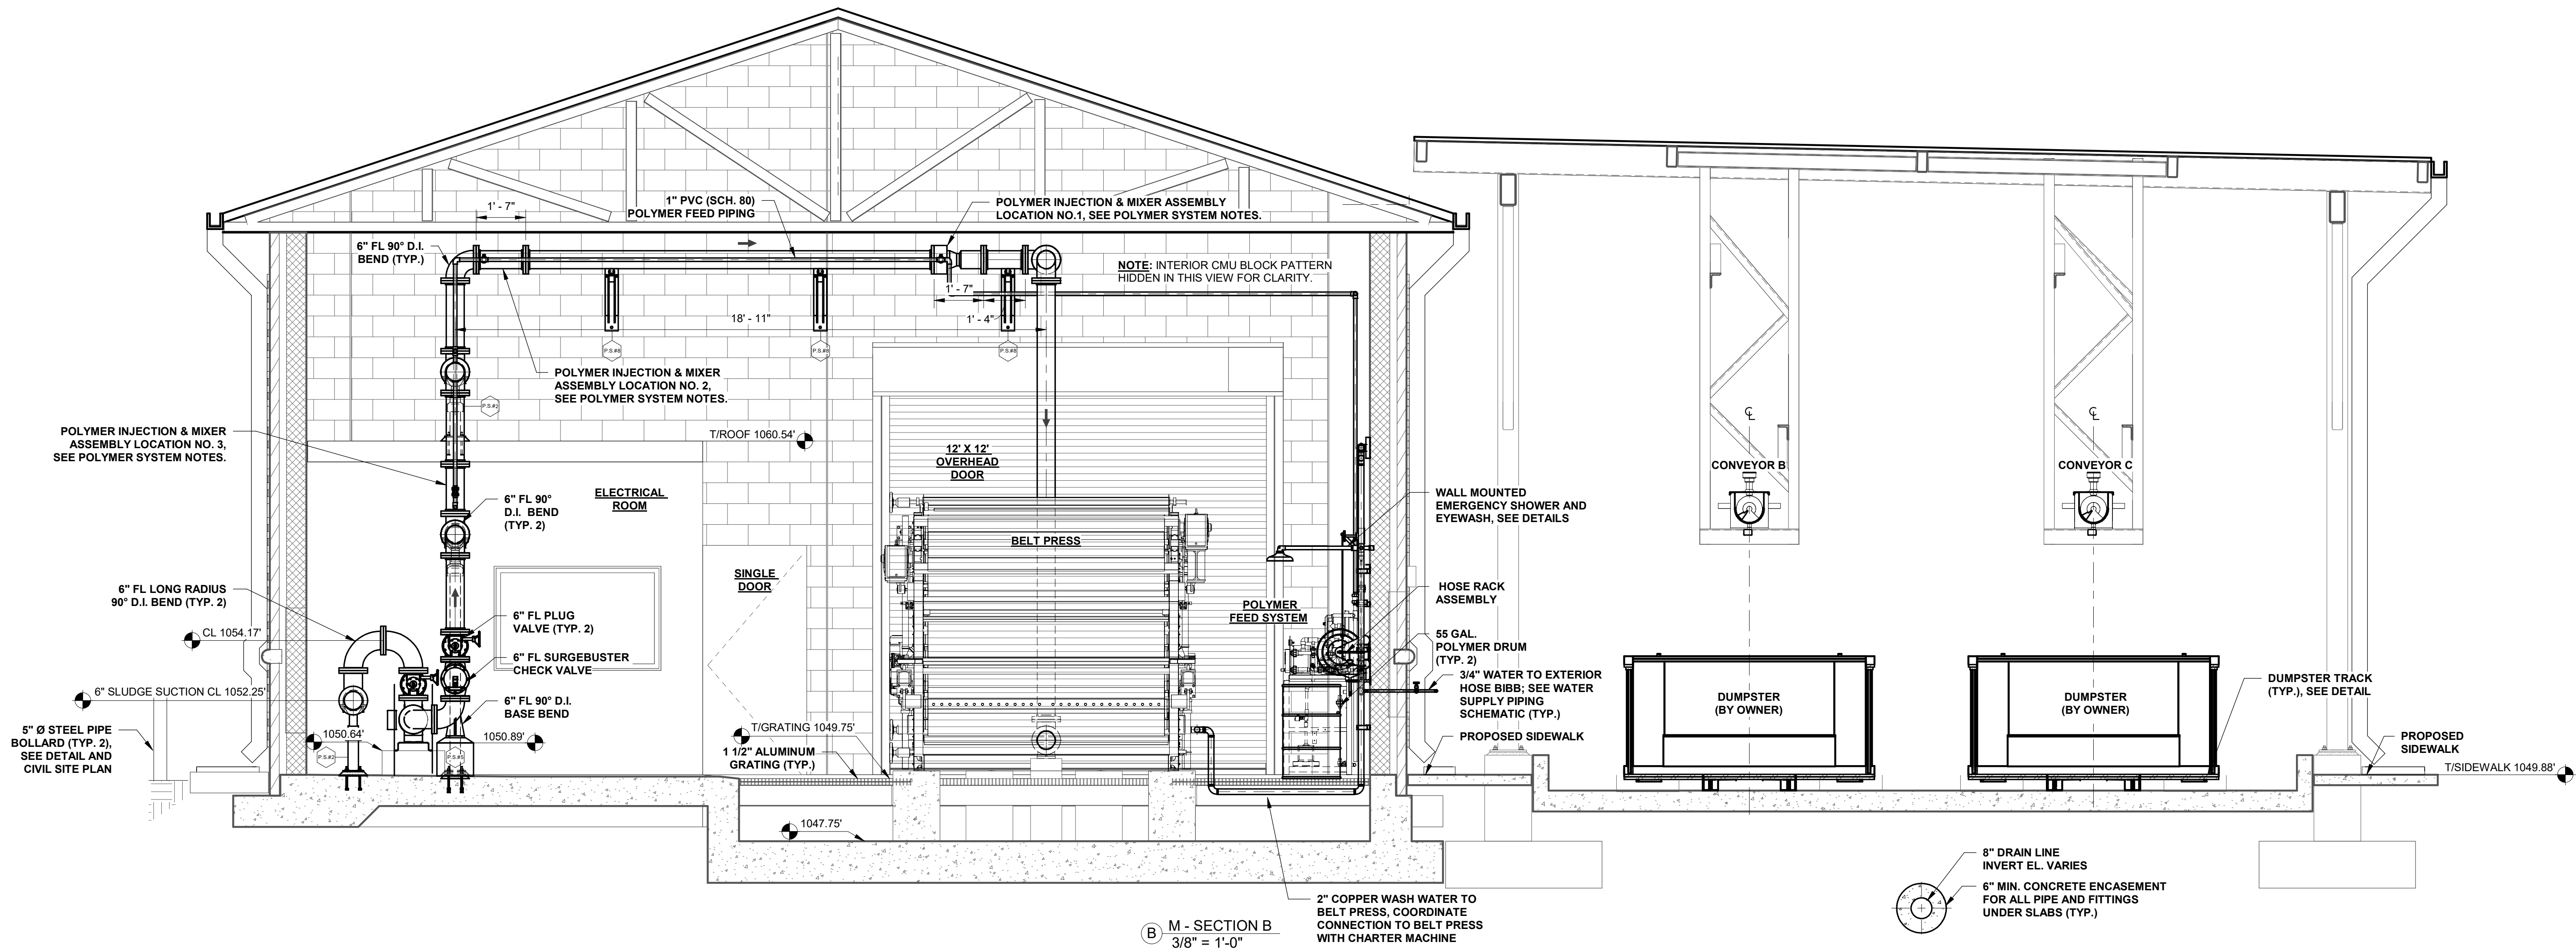 1' - 7"
1" PVC (SCH. 80)
POLYMER FEED PIPING
POLYMER INJECTION & MIXER ASSEMBLY
LOCATION NO.1, SEE POLYMER SYSTEM NOTES.
6" FL 90° D.I.
BEND (TYP.)
NOTE: INTERIOR CMU BLOCK PATTERN
HIDDEN IN THIS VIEW FOR CLARITY.
1' - 7"
18' - 11"
1' - 4"
P.S.#8
P.S.#8
P.S.#8
POLYMER INJECTION & MIXER
ASSEMBLY LOCATION NO. 2,
SEE POLYMER SYSTEM NOTES.
P.S.#2
POLYMER INJECTION & MIXER
ASSEMBLY LOCATION NO. 3,
SEE POLYMER SYSTEM NOTES.
T/ROOF 1060.54'
12' X 12'
OVERHEAD
DOOR
ELECTRICAL
ROOM
6" FL 90°
D.I. BEND
(TYP. 2)
BELT PRESS
WALL MOUNTED
EMERGENCY SHOWER AND
EYEWASH, SEE DETAILS
CL
CONVEYOR B
CL
CONVEYOR C
SINGLE
DOOR
6" FL LONG RADIUS
90° D.I. BEND (TYP. 2)
HOSE RACK
ASSEMBLY
POLYMER
FEED SYSTEM
6" FL PLUG
VALVE (TYP. 2)
CL 1054.17'
55 GAL.
POLYMER DRUM
(TYP. 2)
6" FL SURGEBUSTER
CHECK VALVE
3/4" WATER TO EXTERIOR
HOSE BIBB; SEE WATER
SUPPLY PIPING
SCHEMATIC (TYP.)
6" SLUDGE SUCTION CL 1052.25'
6" FL 90° D.I.
BASE BEND
DUMPSTER
(BY OWNER)
DUMPSTER
(BY OWNER)
DUMPSTER TRACK
(TYP.), SEE DETAIL
5" Ø STEEL PIPE
BOLLARD (TYP. 2),
SEE DETAIL AND
CIVIL SITE PLAN
1050.64'
1050.89'
P.S.#2
P.S.#5
T/GRATING 1049.75'
1 1/2" ALUMINUM
GRATING (TYP.)
PROPOSED SIDEWALK
PROPOSED
SIDEWALK
T/SIDEWALK 1049.88'
1047.75'
8" DRAIN LINE
INVERT EL. VARIES
6" MIN. CONCRETE ENCASEMENT
FOR ALL PIPE AND FITTINGS
UNDER SLABS (TYP.)
2" COPPER WASH WATER TO
BELT PRESS, COORDINATE
CONNECTION TO BELT PRESS
WITH CHARTER MACHINE
B M - SECTION B
3/8" = 1'-0"